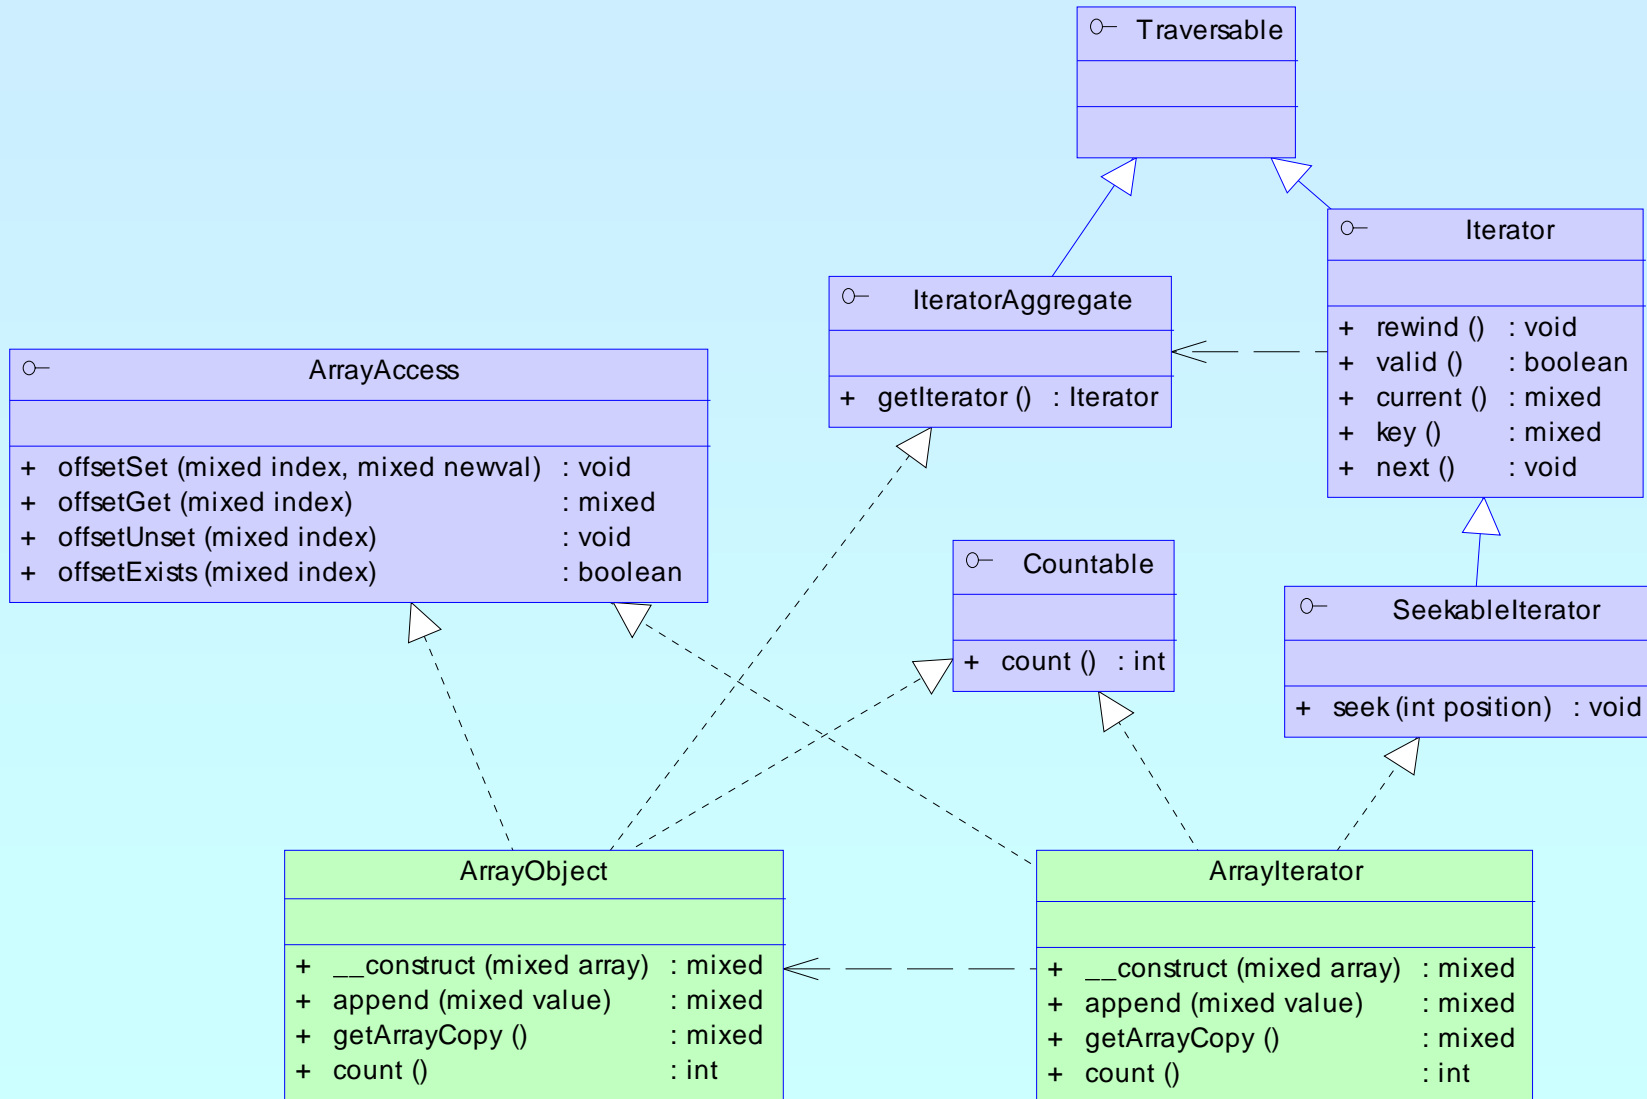 Traversable
Iterator
+ rewind () : void
+ valid () : boolean
+ current () : mixed
+ key () : mixed
+ next () : void
IteratorAggregate
+ getIterator () : Iterator
ArrayAccess
+ offsetSet (mixed index, mixed newval) : void
+ offsetGet (mixed index) : mixed
+ offsetUnset (mixed index) : void
+ offsetExists (mixed index) : boolean
Countable
+ count () : int
SeekableIterator
+ seek (int position) : void
ArrayObject
+ __construct (mixed array) : mixed
+ append (mixed value) : mixed
+ getArrayCopy () : mixed
+ count () : int
ArrayIterator
+ __construct (mixed array) : mixed
+ append (mixed value) : mixed
+ getArrayCopy () : mixed
+ count () : int